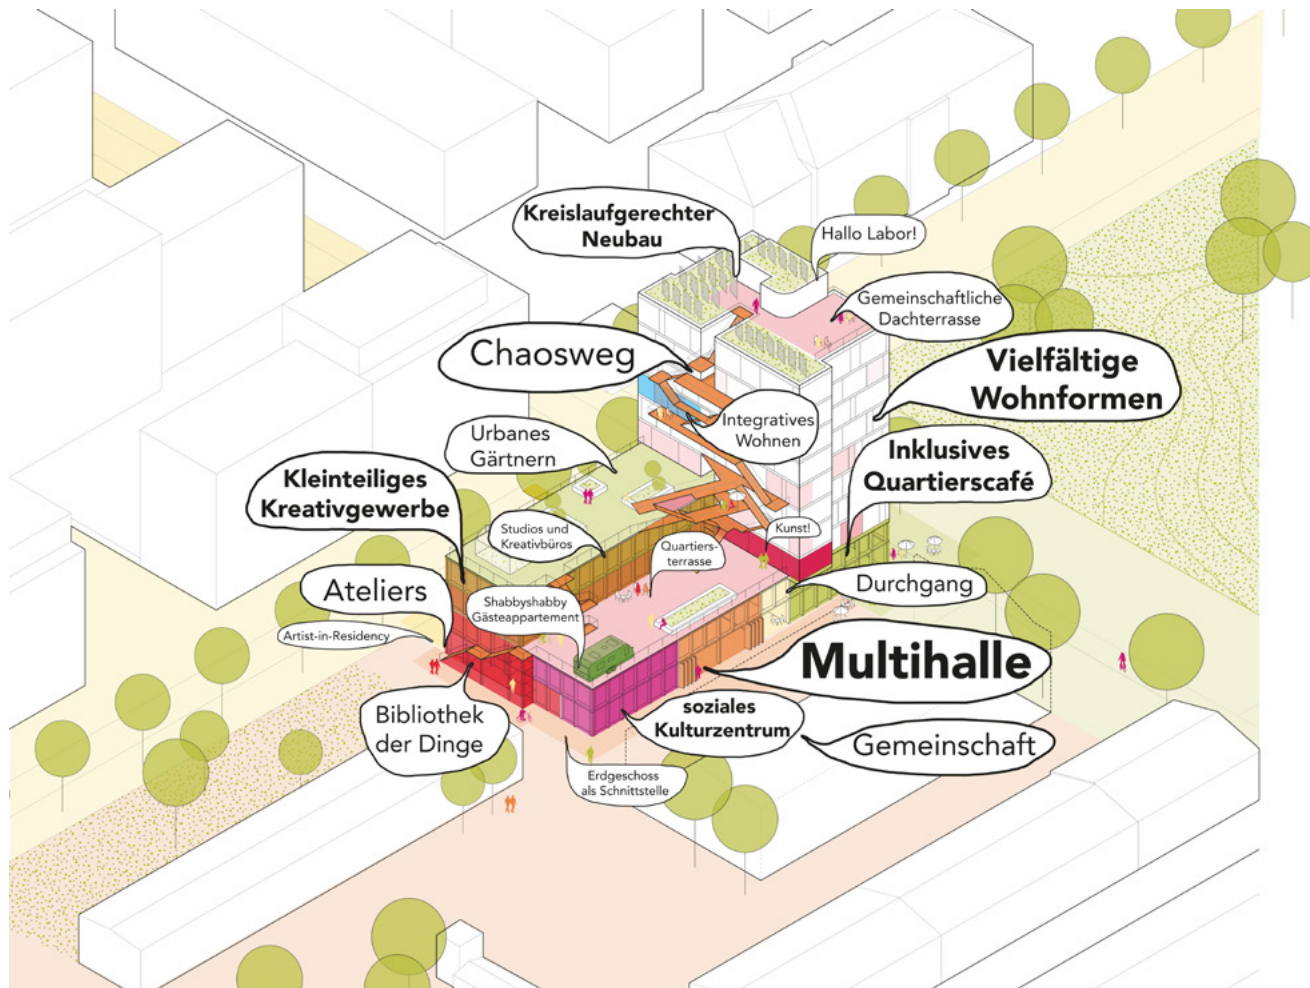 Kreislaufgerechter
Neubau
Hallo Labor!
Gemeinschaftliche
Dachterrasse
Chaosweg
Vielfältige
Wohnformen
Integratives
Wohnen
Urbanes
Gärtnern
Inklusives
Quartierscafé
Kleinteiliges
Kreativgewerbe
Studios und
Kreativbüros
Kunst!
Quartiers-
terrasse
Durchgang
Ateliers
Shabbyshabby
Gästeappartement
Artist-in-Residency
Multihalle
Bibliothek
der Dinge
soziales
Kulturzentrum
Gemeinschaft
Erdgeschoss
als Schnittstelle